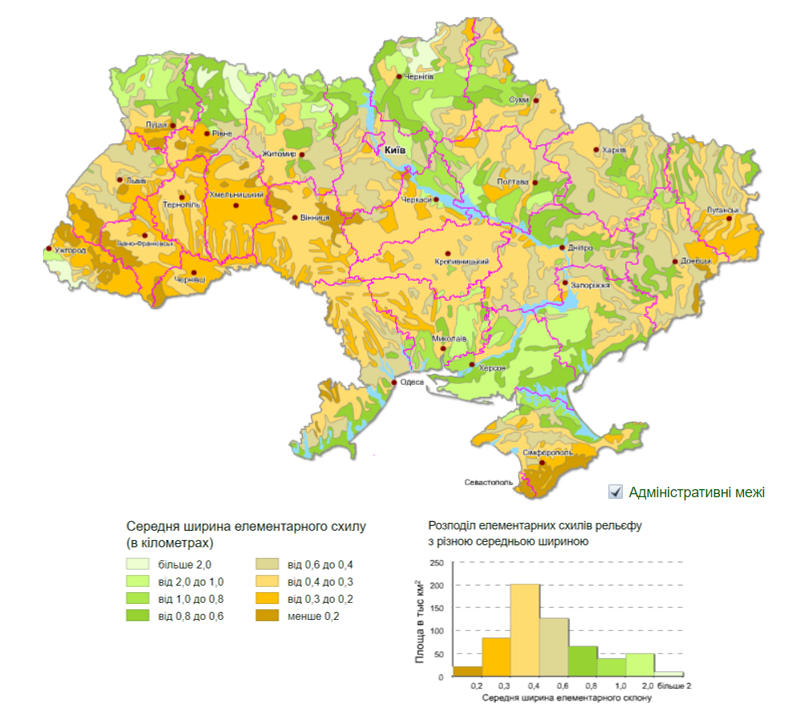 Чернігів
Суми
Луцьк
Рівне
Київ
Житомир
Харків
Львів
Полтава
Хмельницький
Тернопіль
Черкаси
Луганськ
Вінниця
Івано-Франковськ
Ужгород
Дніпро
Кропивницький
Донецьк
Чернівці
Запоріжжя
Миколаїв
Херсон
Одеса
Сімферополь
Севастополь
Адміністративні межі
Середня ширина елементарного схилу
(в кілометрах)
більше 2,0
від 2,0 до 1,0
від 1,0 до 0,8
від 0,8 до 0,6
від 0,6 до 0,4
від 0,4 до 0,3
від 0,3 до 0,2
менше 0,2
Розподіл елементарних схилів рельєфу
з різною середньою шириною
Площа в тыс км²
250
200
150
100
50
0
0,2 0,3 0,4 0,6 0,8 1,0 2,0 більше 2
Середня ширина елементарного склону